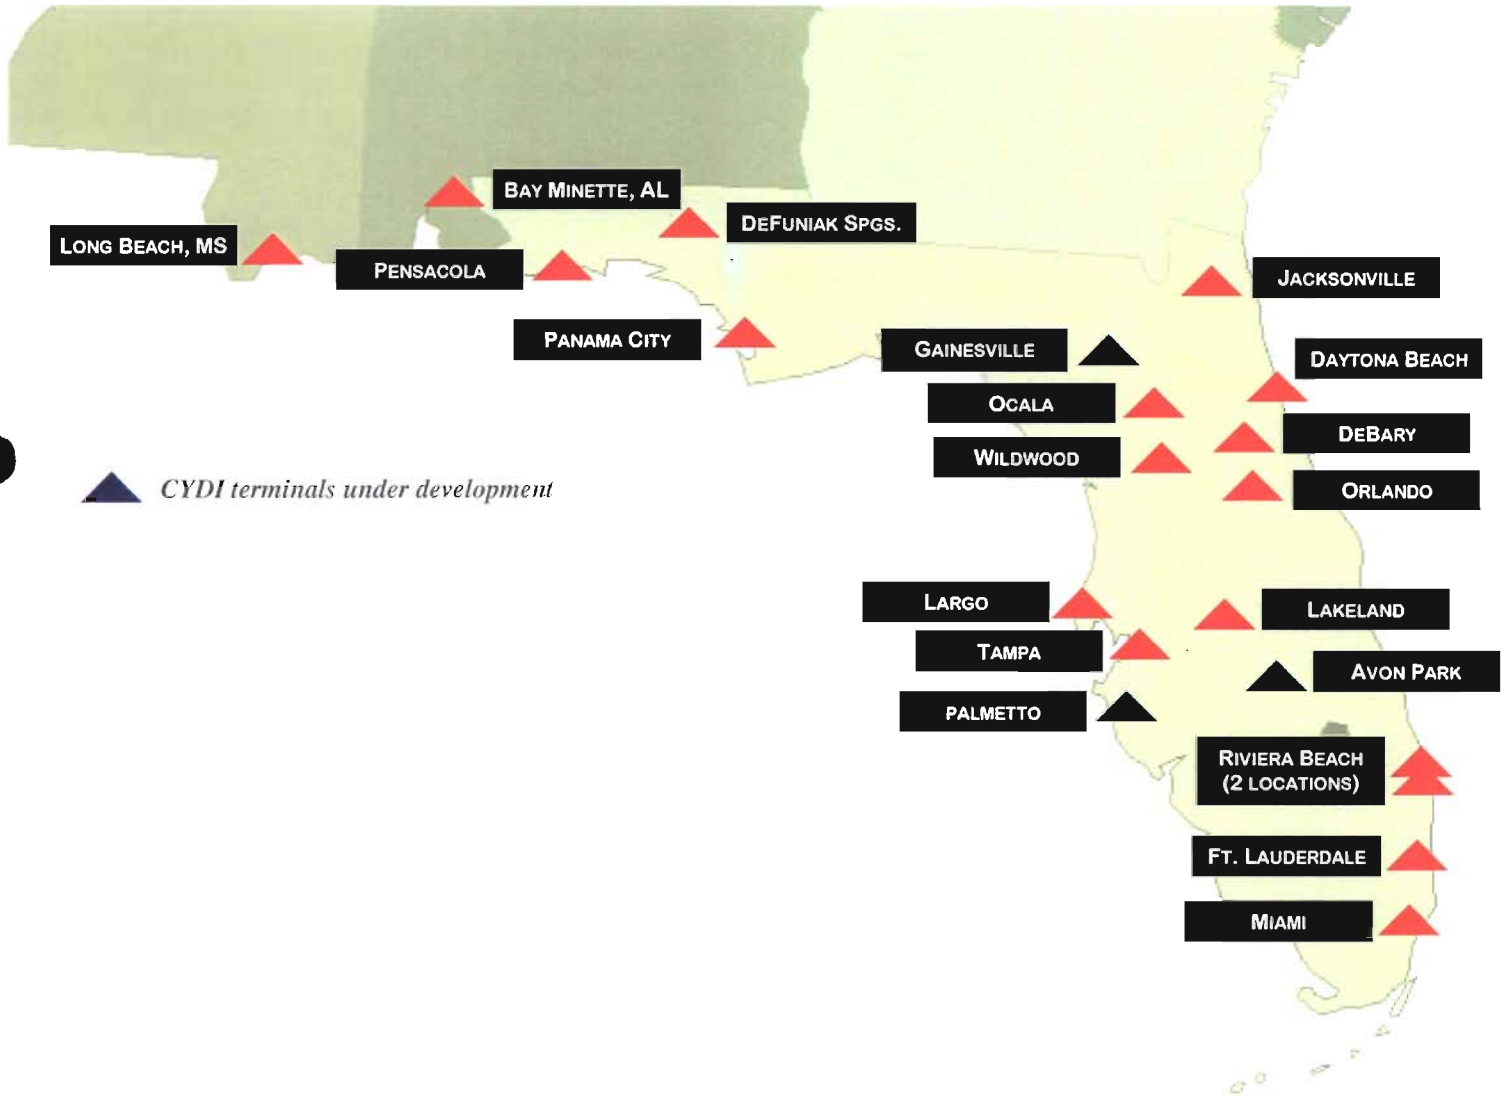 BAY MINETTE, AL
DEFUNIAK SPGS.
LONG BEACH, MS
PENSACOLA
JACKSONVILLE
PANAMA CITY
GAINESVILLE
DAYTONA BEACH
OCALA
DEBARY
WILDWOOD
CYDI terminals under development
ORLANDO
LARGO
LAKELAND
TAMPA
AVON PARK
PALMETTO
RIVIERA BEACH
(2 LOCATIONS)
FT. LAUDERDALE
MIAMI